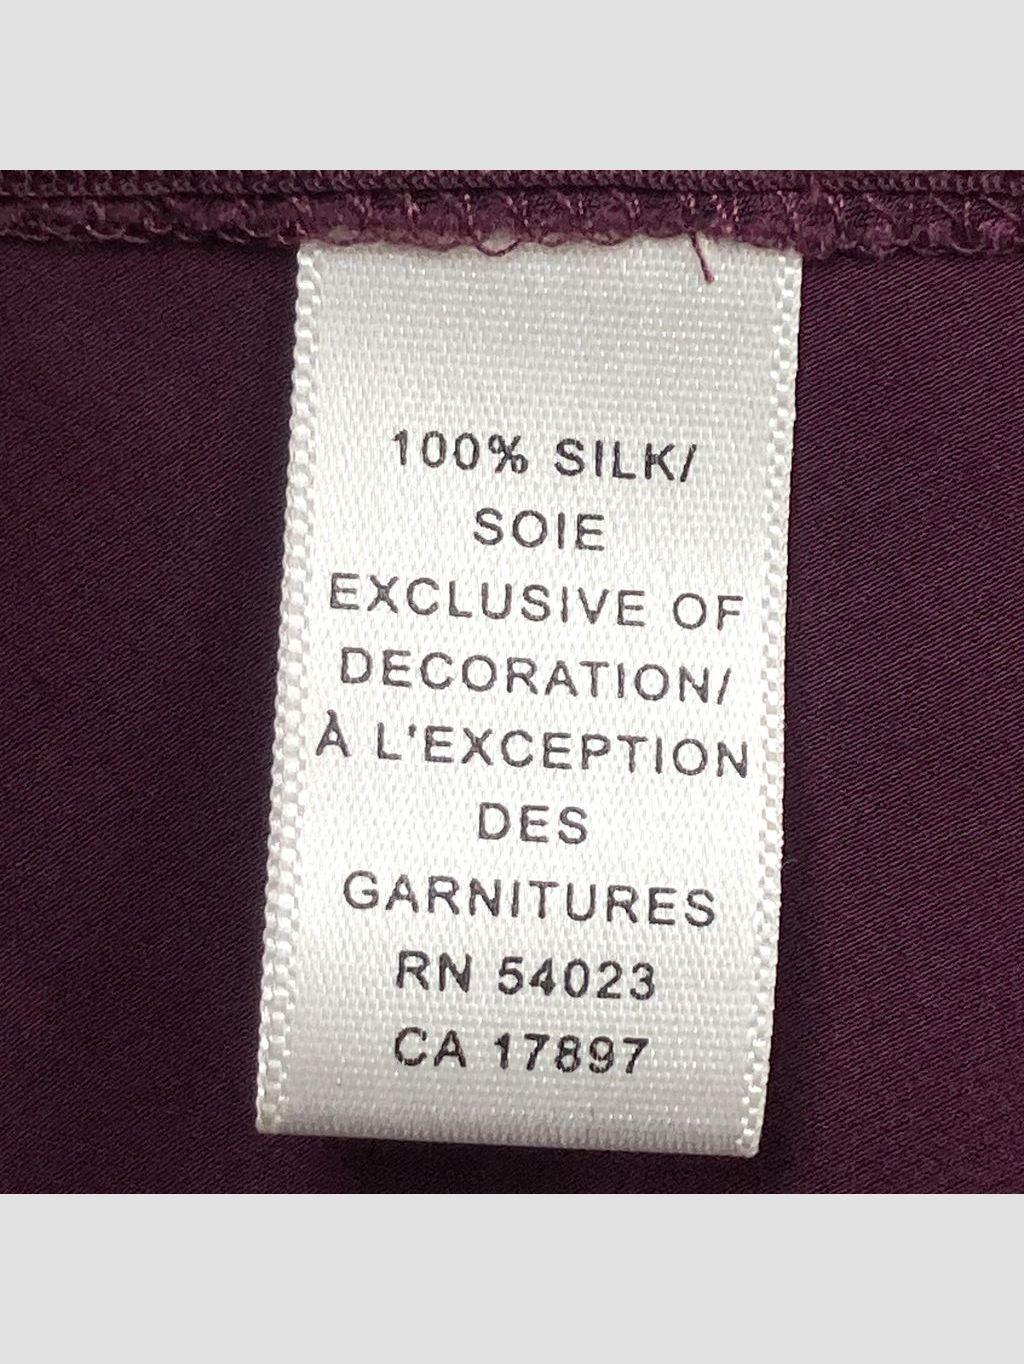 100% SILK/
SOIE
EXCLUSIVE OF
DECORATION/
À L'EXCEPTION
DES
GARNITURES
RN 54023
CA 17897